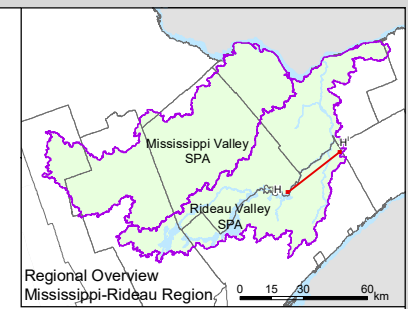 Mississippi Valley
SPA
H'
H
Rideau Valley
SPA
Regional Overview
Mississippi-Rideau Region
0 15 30 60
km